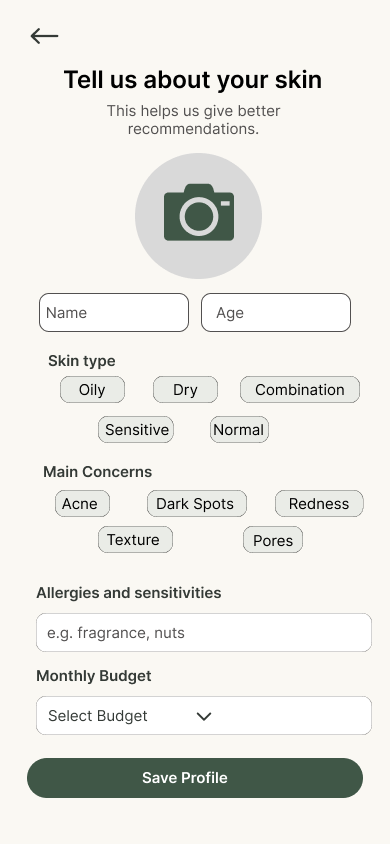 Tell us about your skin
This helps us give better
recommendations.
Name Age
Skin type
Oily Dry Combination
Sensitive Normal
Main Concerns
Acne Dark Spots Redness
Texture Pores
Allergies and sensitivities
e.g. fragrance, nuts
Monthly Budget
Select Budget
Save Profile